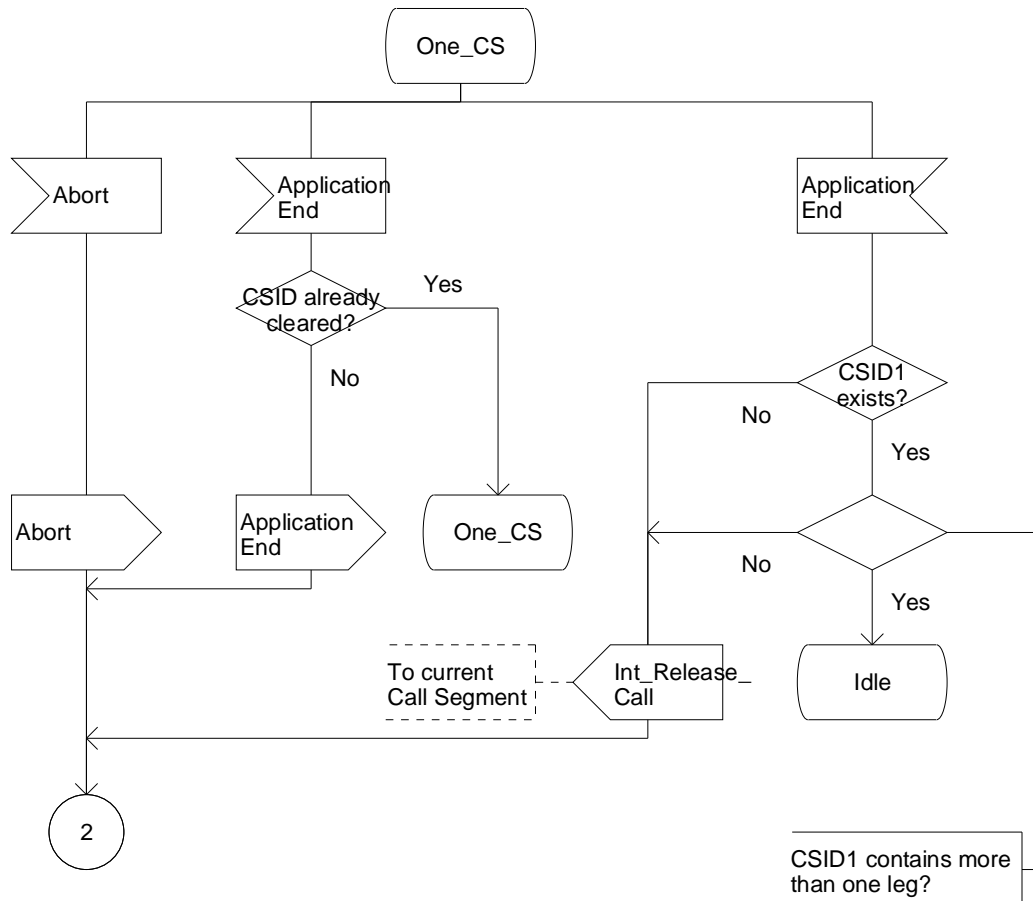 One_CS
Abort
Application
End
Application
End
CSID already
cleared?
Yes
No
CSID1
exists?
No
Yes
Abort
Application
End
One_CS
No
Yes
To current
Call Segment
Int_Release_
Call
Idle
2
CSID1 contains more
than one leg?